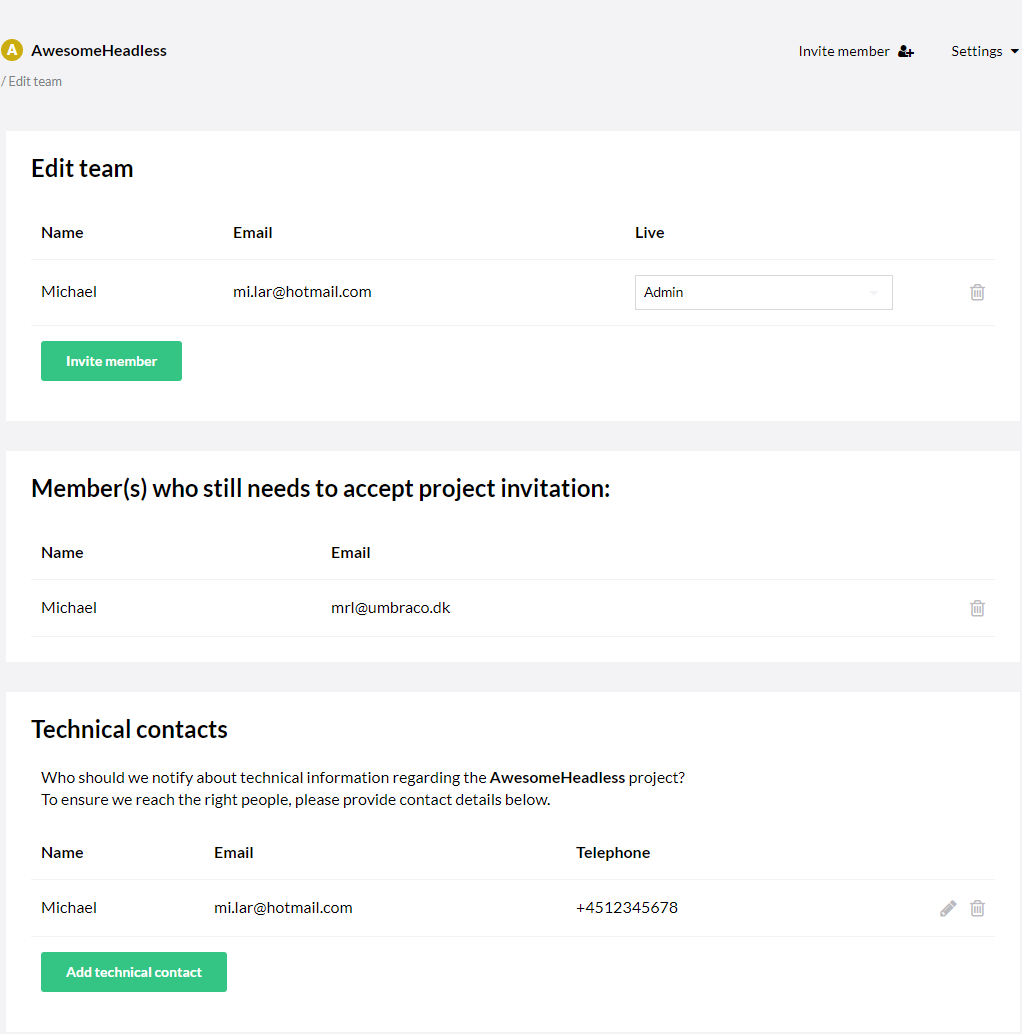 A AwesomeHeadless Invite member Settings
/ Edit team
Edit team
Name Email Live
Michael mi.lar@hotmail.com Admin
Invite member
Member(s) who still needs to accept project invitation:
Name Email
Michael mrl@umbraco.dk
Technical contacts
Who should we notify about technical information regarding the AwesomeHeadless project?
To ensure we reach the right people, please provide contact details below.
Name Email Telephone
Michael mi.lar@hotmail.com +4512345678
Add technical contact